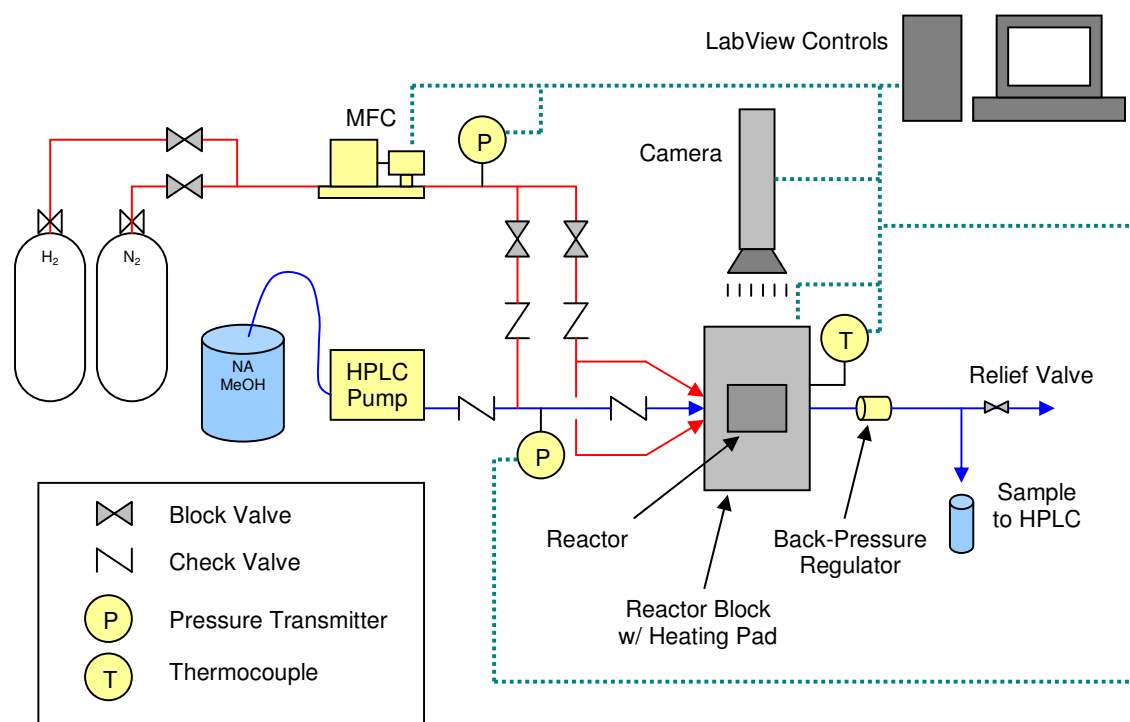 LabView Controls
MFC
P
Camera
H₂
N₂
NA
MeOH
HPLC
Pump
T
Relief Valve
P
Reactor
Back-Pressure
Regulator
Sample
to HPLC
Reactor Block
w/ Heating Pad
Block Valve
Check Valve
P
Pressure Transmitter
T
Thermocouple